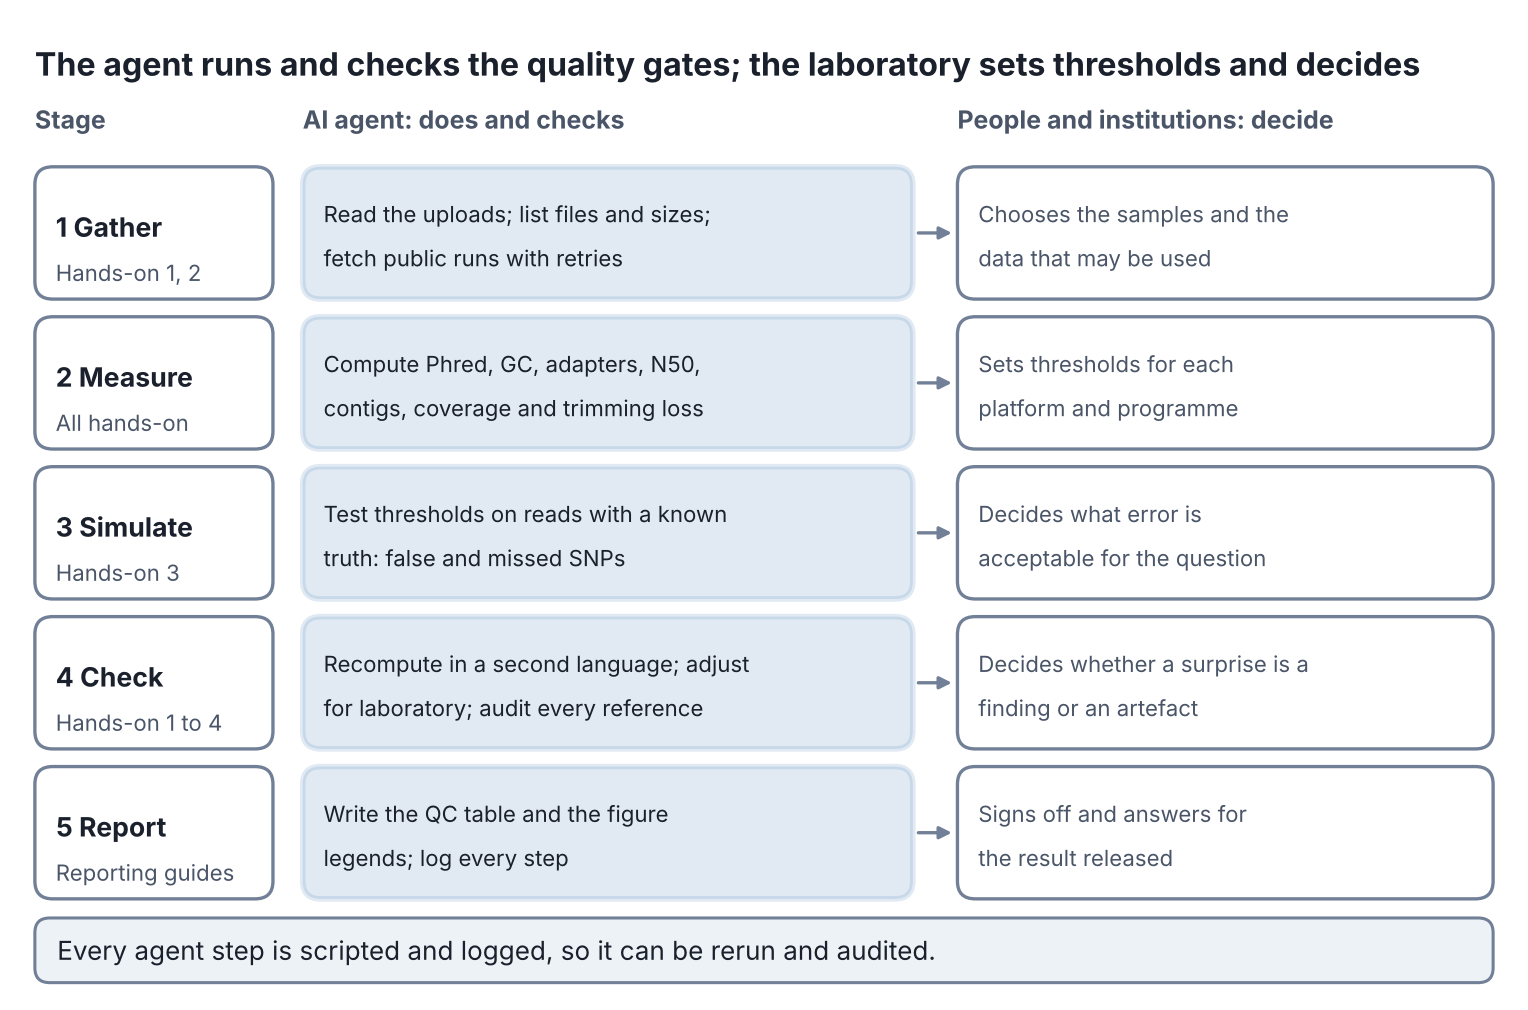 The agent runs and checks the quality gates; the laboratory sets thresholds and decides
Stage
AI agent: does and checks
People and institutions: decide
1 Gather
Hands-on 1, 2
Read the uploads; list files and sizes;
fetch public runs with retries
Chooses the samples and the
data that may be used
2 Measure
All hands-on
Compute Phred, GC, adapters, N50,
contigs, coverage and trimming loss
Sets thresholds for each
platform and programme
3 Simulate
Hands-on 3
Test thresholds on reads with a known
truth: false and missed SNPs
Decides what error is
acceptable for the question
4 Check
Hands-on 1 to 4
Recompute in a second language; adjust
for laboratory; audit every reference
Decides whether a surprise is a
finding or an artefact
5 Report
Reporting guides
Write the QC table and the figure
legends; log every step
Signs off and answers for
the result released
Every agent step is scripted and logged, so it can be rerun and audited.